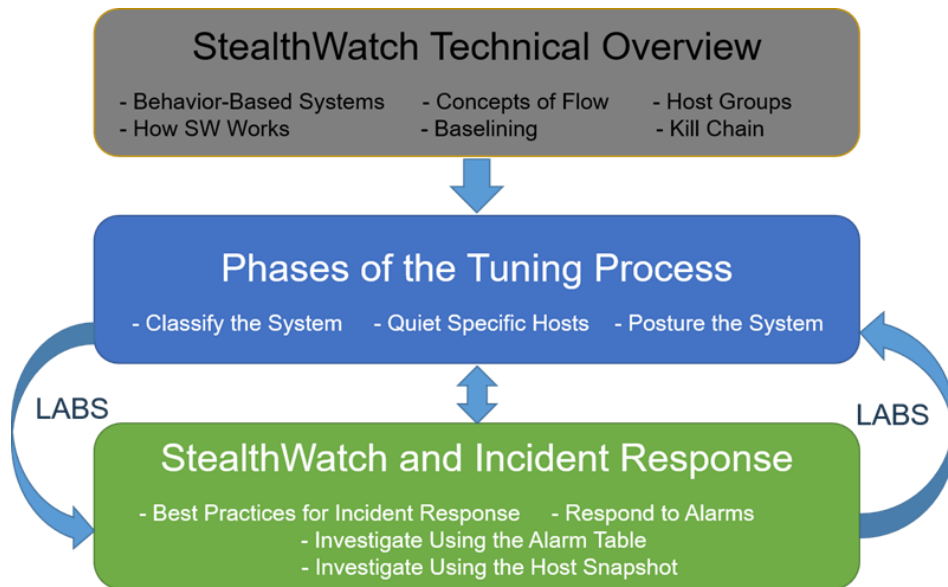 StealthWatch Technical Overview
- Behavior-Based Systems - Concepts of Flow - Host Groups
- How SW Works - Baselining - Kill Chain
Phases of the Tuning Process
- Classify the System - Quiet Specific Hosts - Posture the System
LABS
LABS
StealthWatch and Incident Response
- Best Practices for Incident Response - Respond to Alarms
- Investigate Using the Alarm Table
- Investigate Using the Host Snapshot